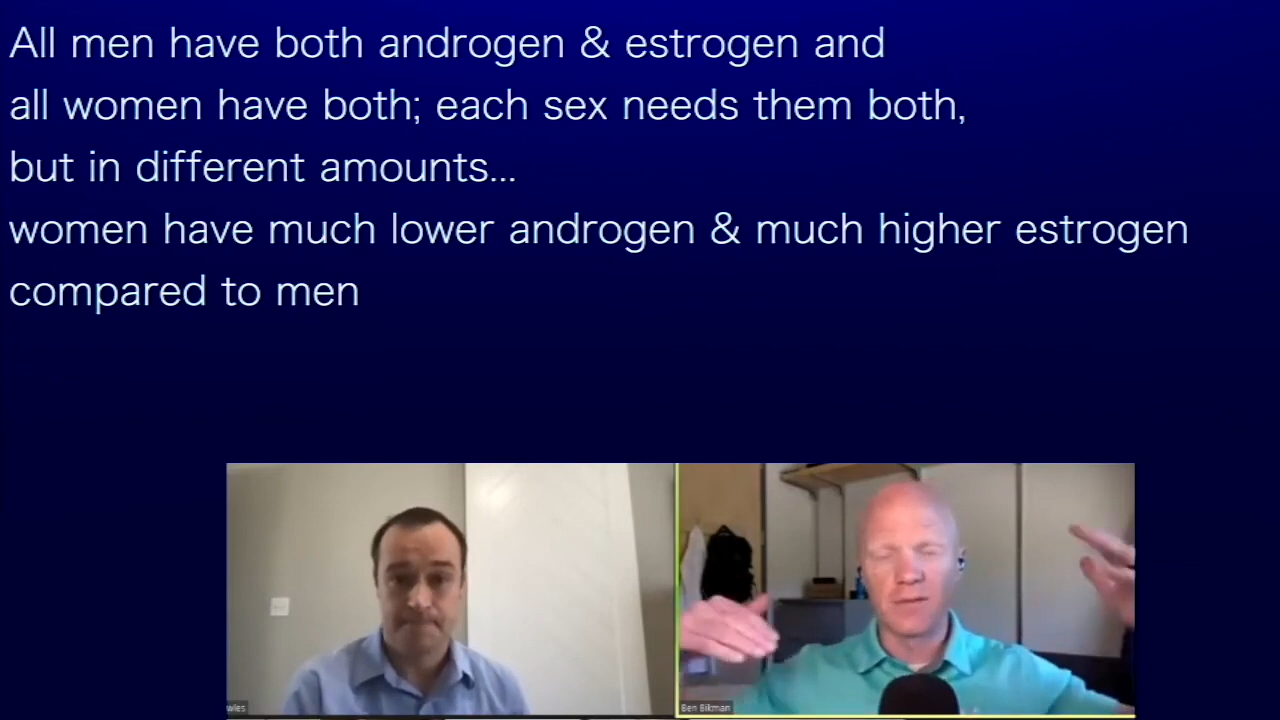 All men have both androgen & estrogen and
all women have both; each sex needs them both,
but in different amounts...
women have much lower androgen & much higher estrogen
compared to men
wles
Ben Bikman